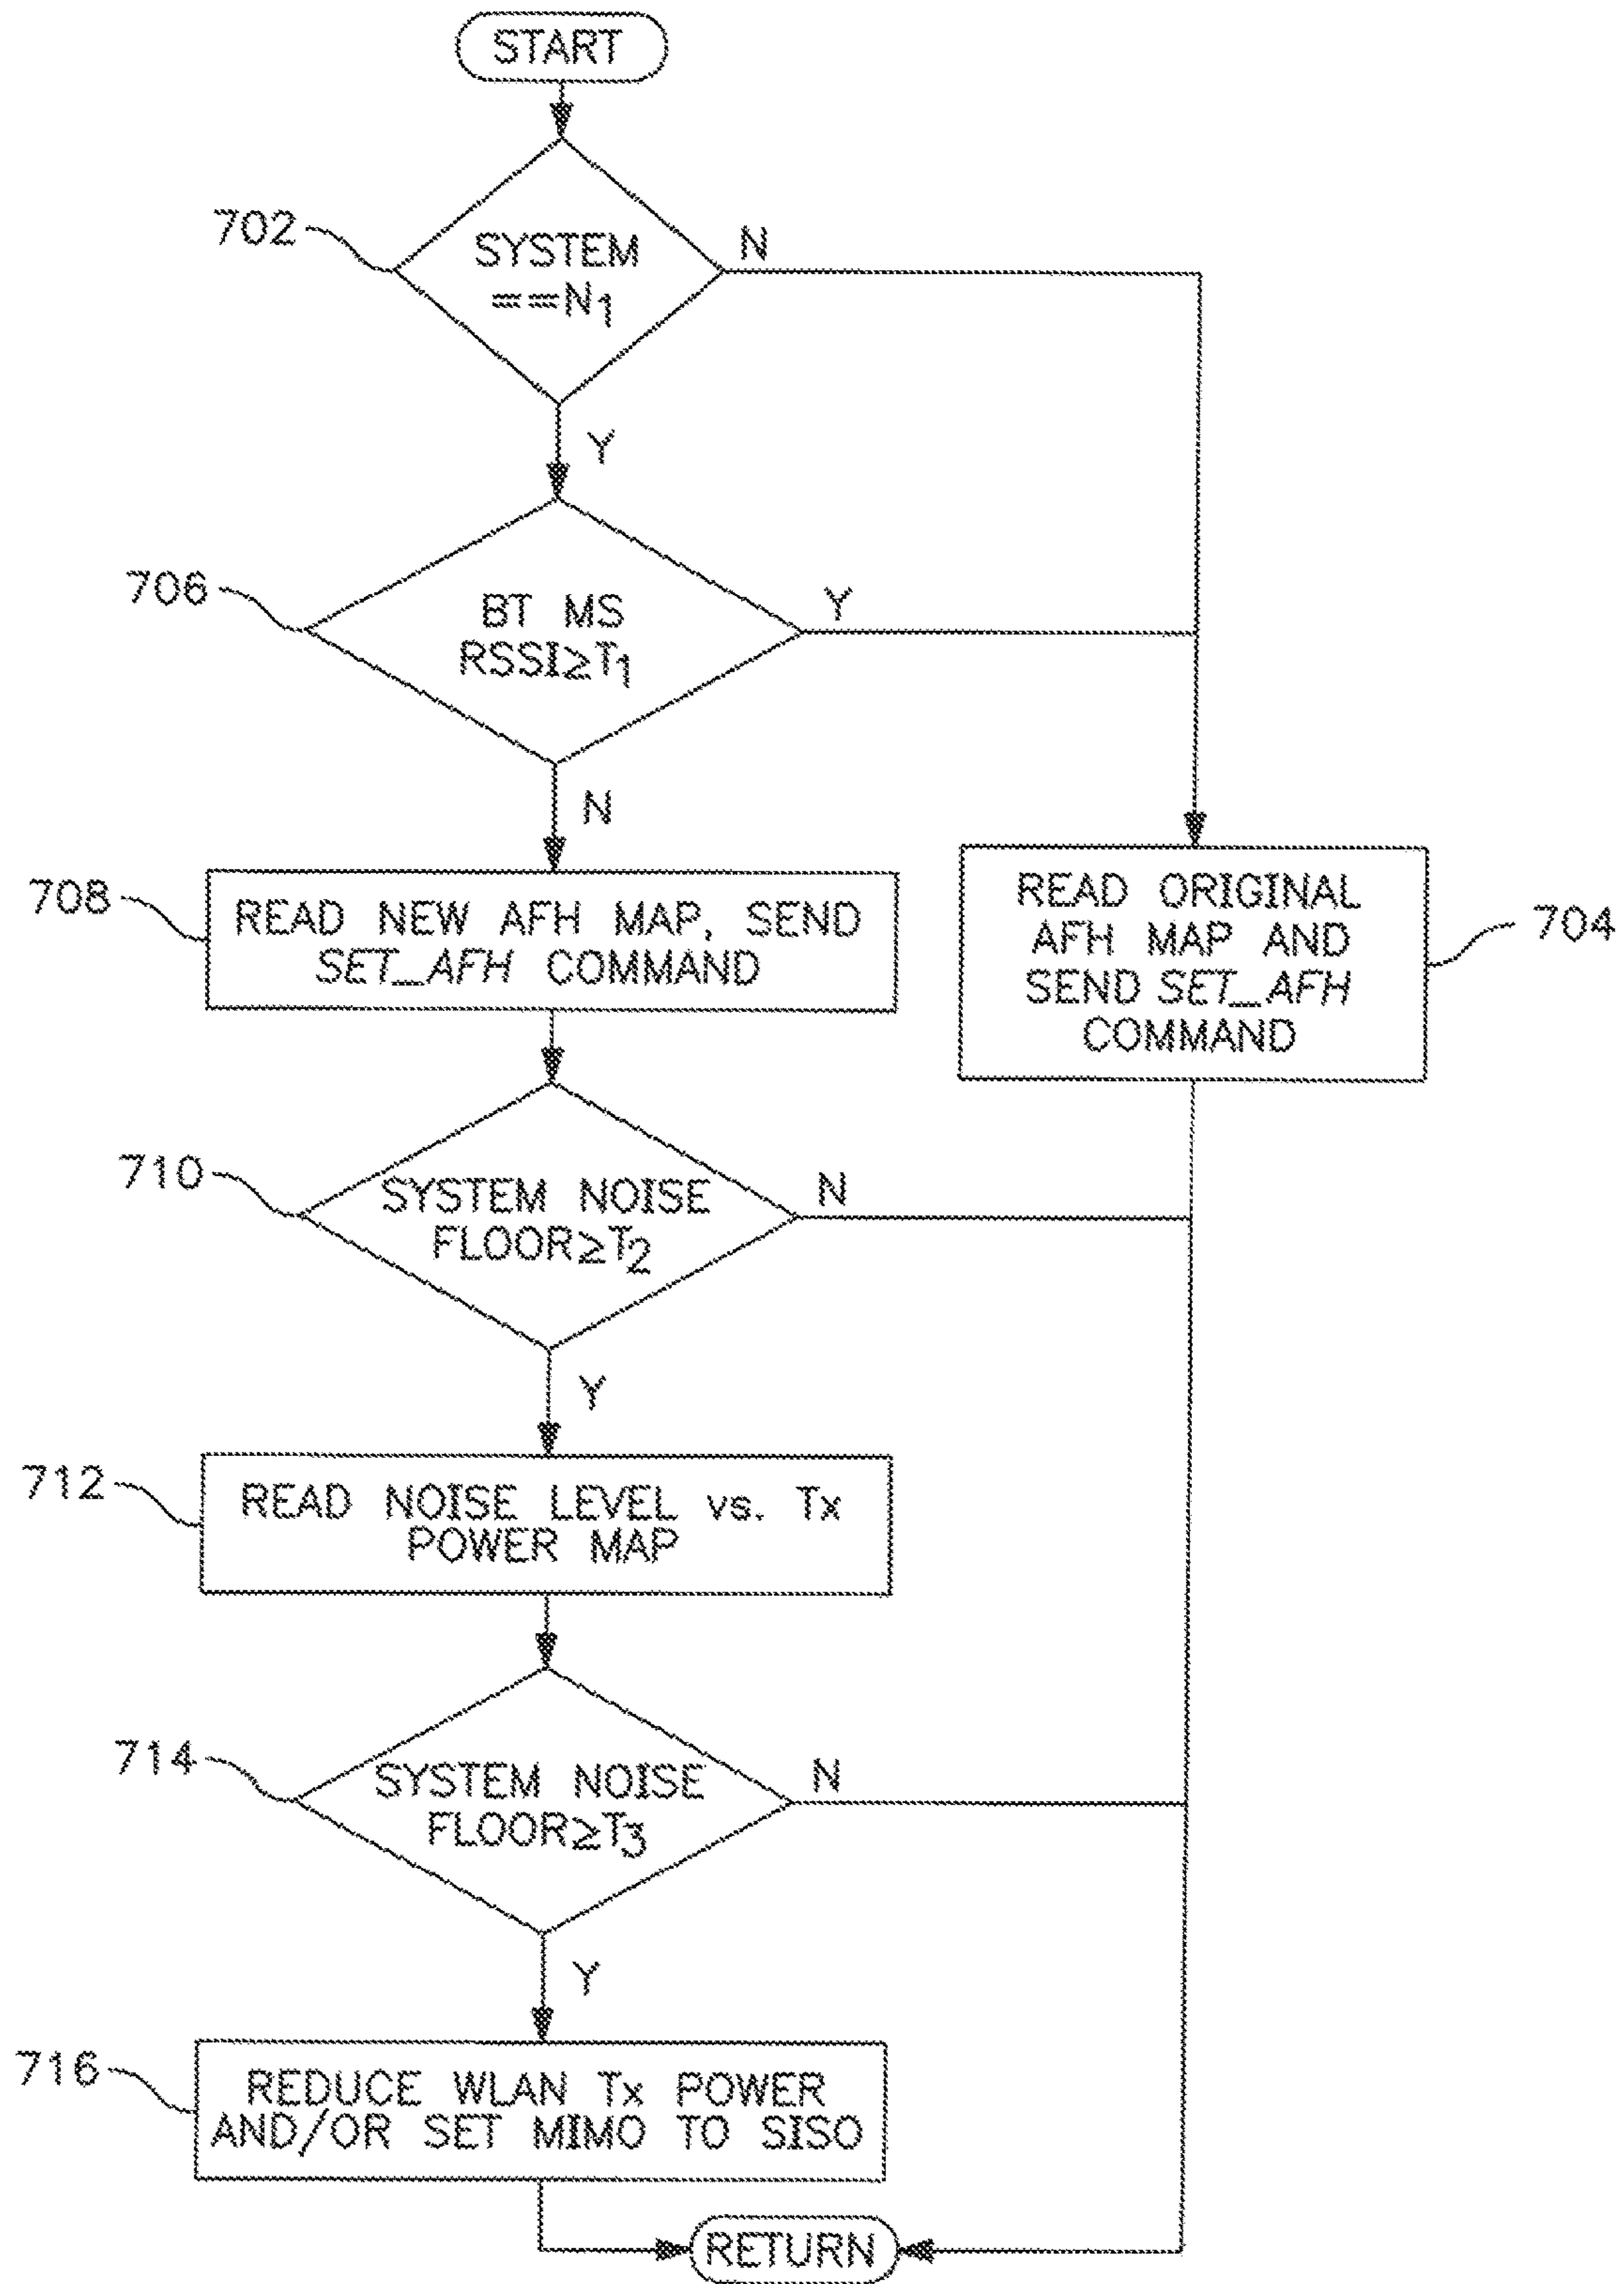 START
702
SYSTEM
==N1
N
Y
706
BT MS
RSSI≥T1
Y
N
708
READ NEW AFH MAP, SEND
SET_AFH COMMAND
READ ORIGINAL
AFH MAP AND
SEND SET_AFH
COMMAND
704
710
SYSTEM NOISE
FLOOR≥T2
N
Y
712
READ NOISE LEVEL vs. Tx
POWER MAP
714
SYSTEM NOISE
FLOOR≥T3
N
Y
716
REDUCE WLAN Tx POWER
AND/OR SET MIMO TO SISO
RETURN